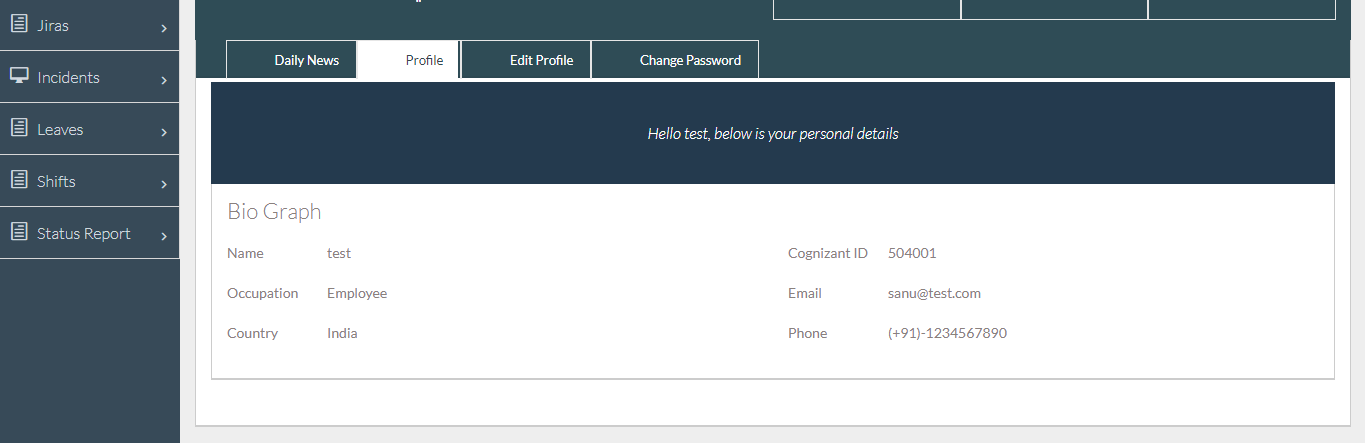 Jiras
Incidents
Leaves
Shifts
Status Report
Daily News Profile Edit Profile Change Password
Hello test, below is your personal details
Bio Graph
Name test Cognizant ID 504001
Occupation Employee Email sanu@test.com
Country India Phone (+91)-1234567890